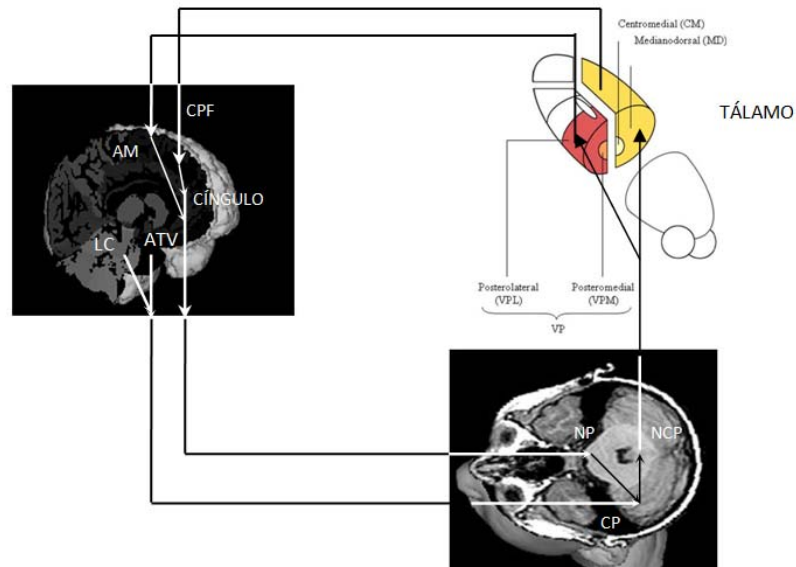 Centromedial (CM)
Medianodorsal (MD)
TÁLAMO
CPF
AM
CÍNGULO
LC
ATV
Posterolateral
(VPL)
Posteromedial
(VPM)
VP
NP
NCP
CP